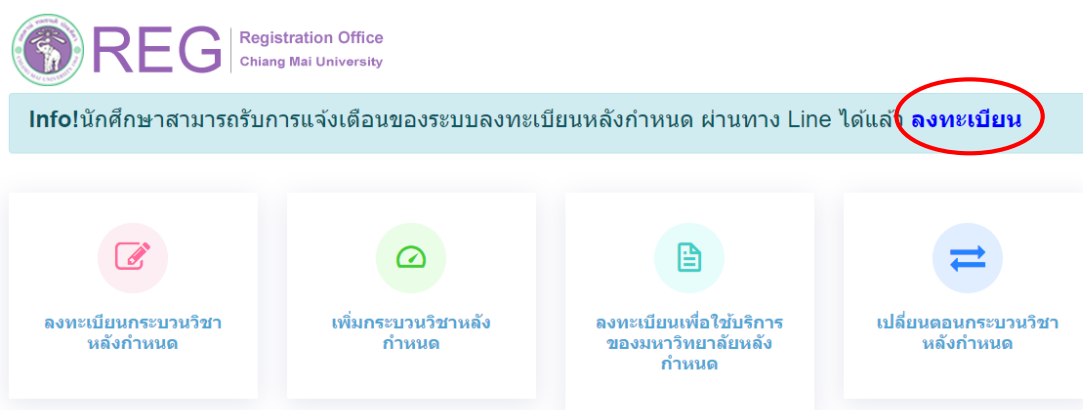 REG
Registration Office
Chiang Mai University
Info!นักศึกษาสามารถรับการแจ้งเตือนของระบบลงทะเบียนหลังกำหนด ผ่านทาง Line ได้แล้ว ลงทะเบียน
ลงทะเบียนกระบวนวิชา
หลังกำหนด
เพิ่มกระบวนวิชาหลัง
กำหนด
ลงทะเบียนเพื่อใช้บริการ
ของมหาวิทยาลัยหลัง
กำหนด
เปลี่ยนตอนกระบวนวิชา
หลังกำหนด